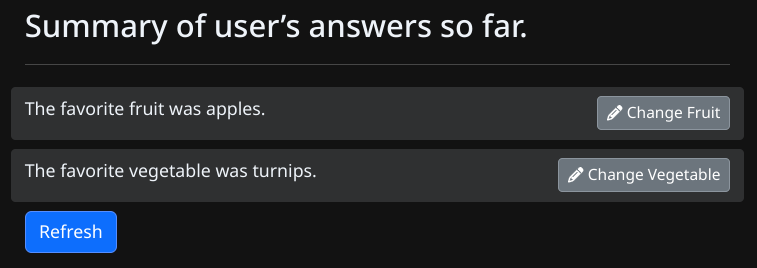 Summary of user’s answers so far.
The favorite fruit was apples.
Change Fruit
The favorite vegetable was turnips.
Change Vegetable
Refresh